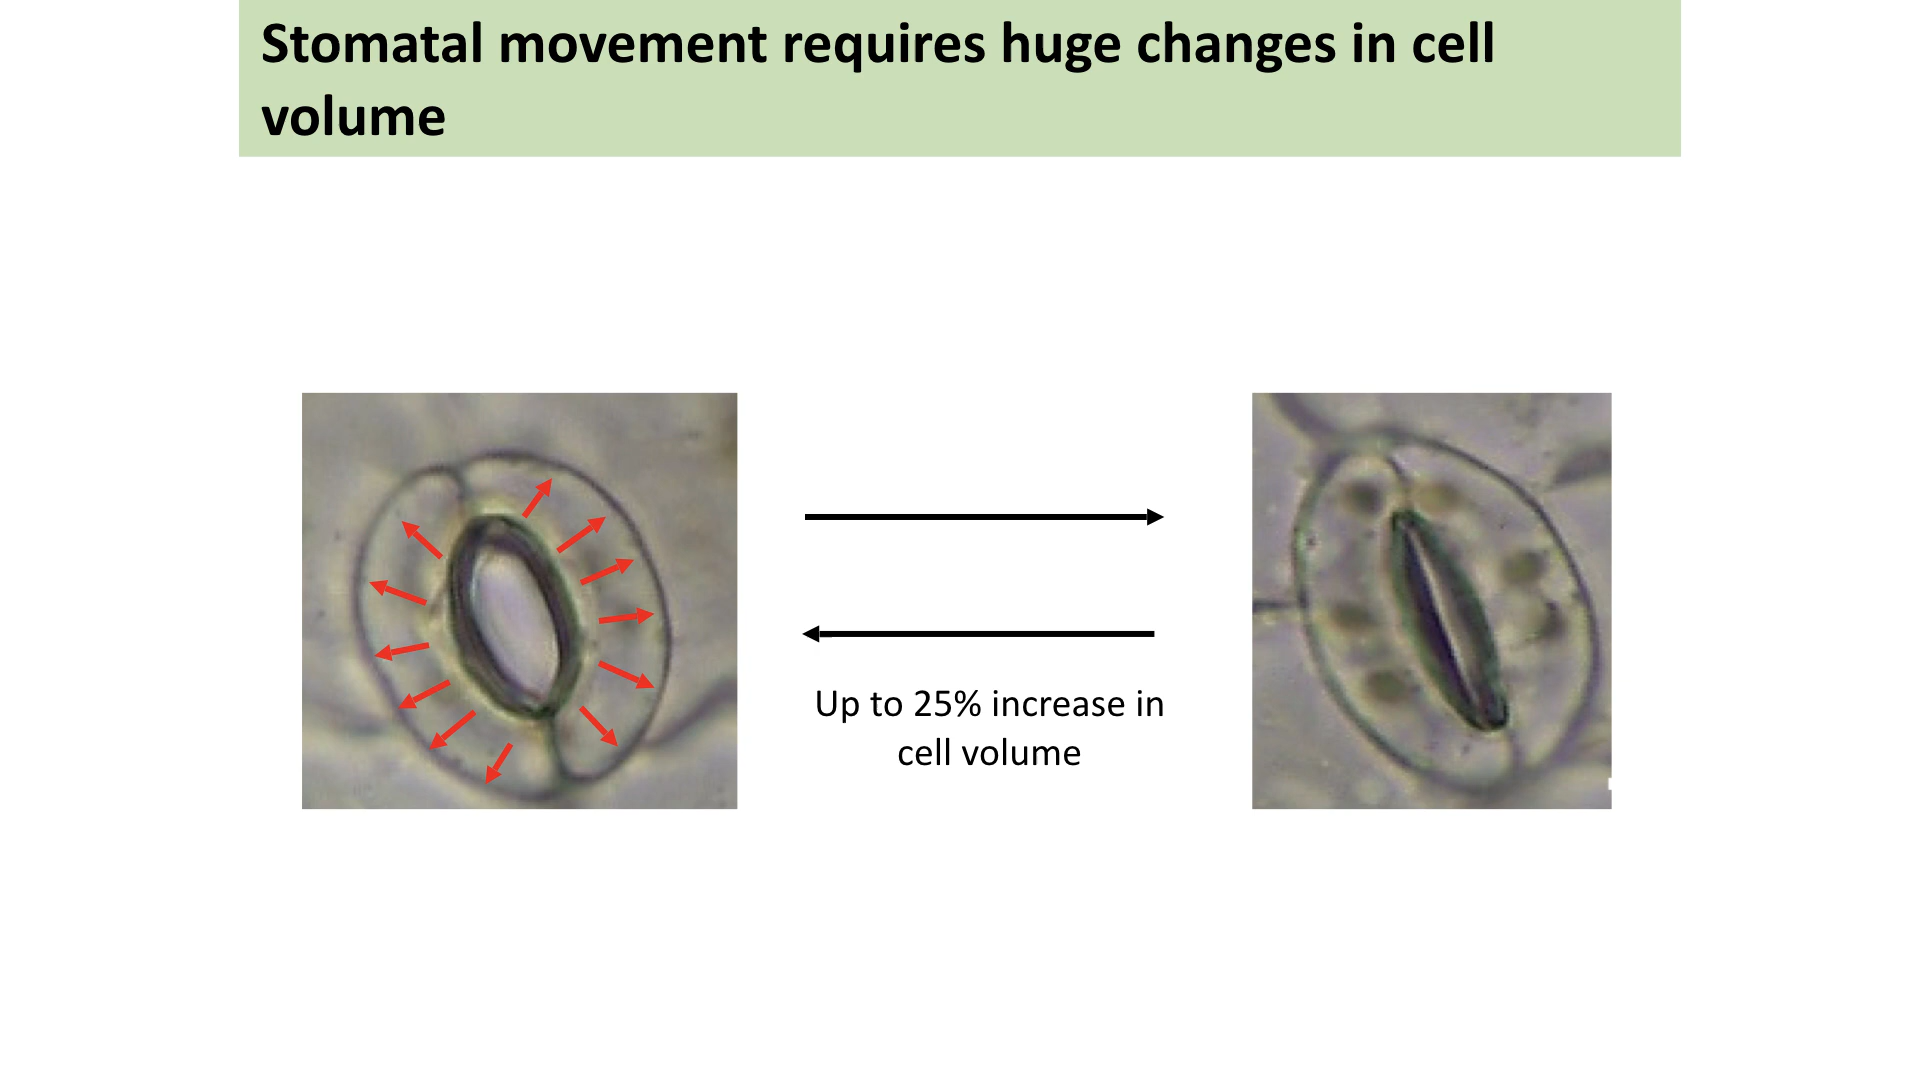 Stomatal movement requires huge changes in cell
volume
Up to 25% increase in
cell volume